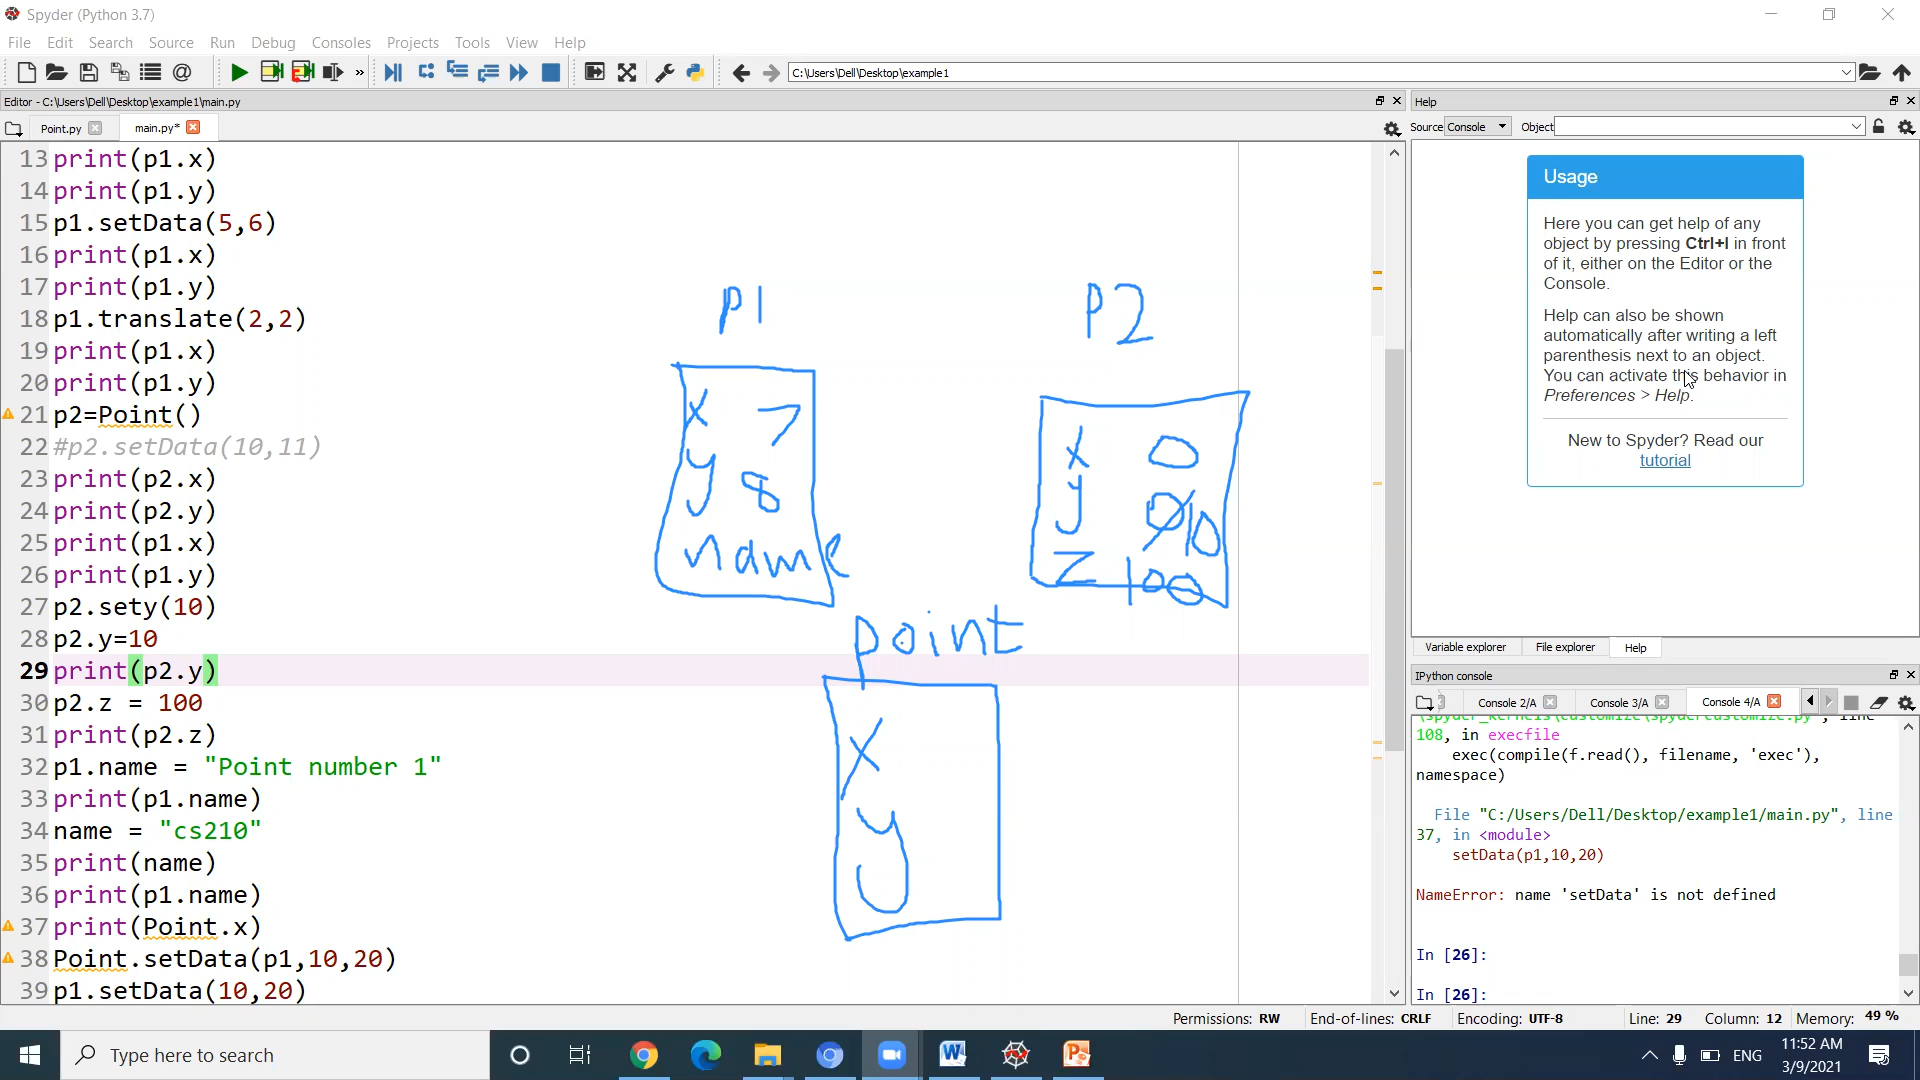 Spyder (Python 3.7)
File Edit Search Source Run Debug Consoles Projects Tools View Help
C:\Users\Dell\Desktop\example1
Editor - C:\Users\Dell\Desktop\example1\main.py
Point.py main.py*
13 print(p1.x)
14 print(p1.y)
15 p1.setData(5,6)
16 print(p1.x)
17 print(p1.y)
18 p1.translate(2,2)
19 print(p1.x)
20 print(p1.y)
21 p2=Point()
22 #p2.setData(10,11)
23 print(p2.x)
24 print(p2.y)
25 print(p1.x)
26 print(p1.y)
27 p2.sety(10)
28 p2.y=10
29 print(p2.y)
30 p2.z = 100
31 print(p2.z)
32 p1.name = "Point number 1"
33 print(p1.name)
34 name = "cs210"
35 print(name)
36 print(p1.name)
37 print(Point.x)
38 Point.setData(p1,10,20)
39 p1.setData(10,20)
p1
x 7
y 8
name
P2
x 0
y 0 10
z 100
point
x
y
Help
Source Console Object
Usage
Here you can get help of any
object by pressing Ctrl+I in front
of it, either on the Editor or the
Console.
Help can also be shown
automatically after writing a left
parenthesis next to an object.
You can activate this behavior in
Preferences > Help.
New to Spyder? Read our
tutorial
Variable explorer File explorer Help
IPython console
Console 2/A Console 3/A Console 4/A
\spyder_kernels\customize\spydercustomize.py", line
108, in execfile
exec(compile(f.read(), filename, 'exec'),
namespace)
File "C:/Users/Dell/Desktop/example1/main.py", line
37, in <module>
setData(p1,10,20)
NameError: name 'setData' is not defined
In [26]:
In [26]:
Permissions: RW End-of-lines: CRLF Encoding: UTF-8 Line: 29 Column: 12 Memory: 49 %
Type here to search
ENG
11:52 AM
3/9/2021